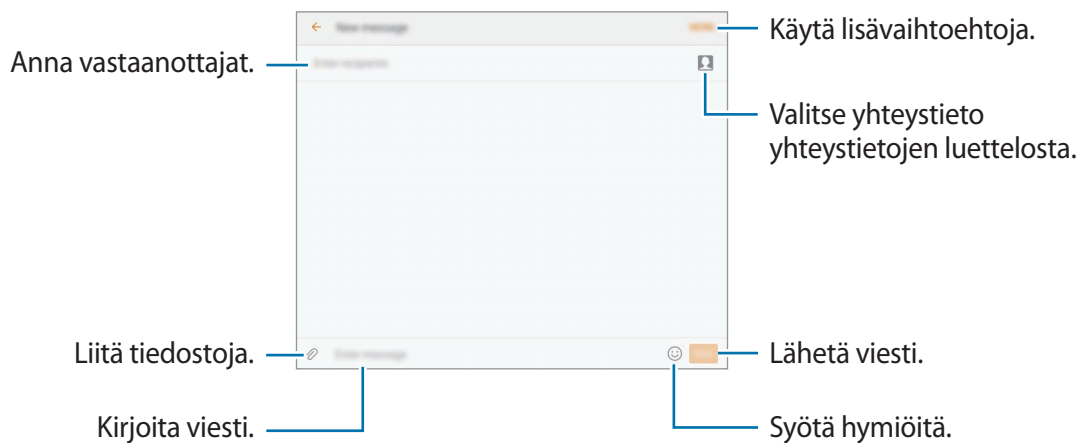 Käytä lisävaihtoehtoja.
Anna vastaanottajat.
Valitse yhteystieto
yhteystietojen luettelosta.
Liitä tiedostoja.
Lähetä viesti.
Kirjoita viesti.
Syötä hymiöitä.